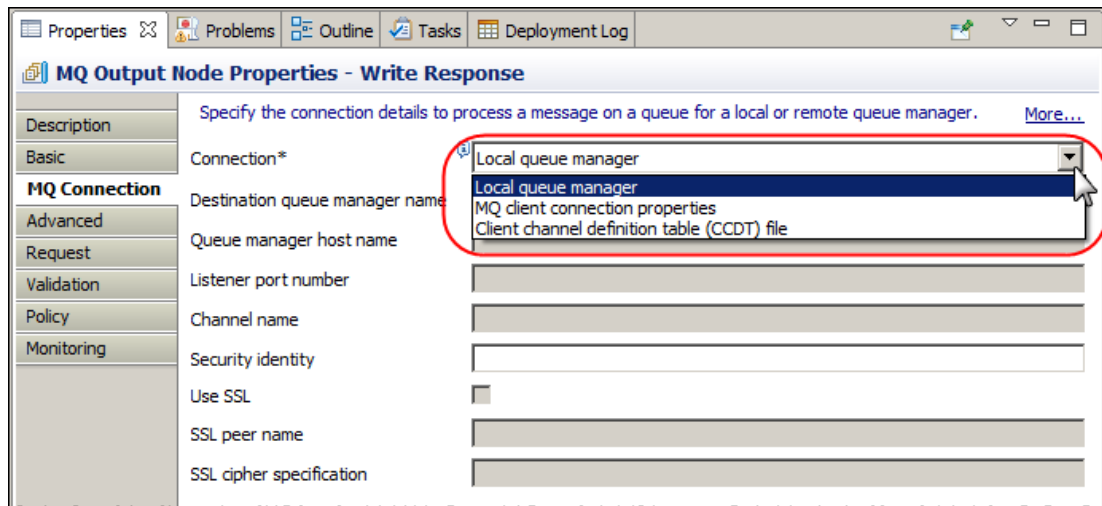 Properties Problems Outline Tasks Deployment Log
MQ Output Node Properties - Write Response
Specify the connection details to process a message on a queue for a local or remote queue manager. More...
Description
Basic
MQ Connection
Advanced
Request
Validation
Policy
Monitoring
Connection* Local queue manager
Local queue manager
MQ client connection properties
Client channel definition table (CCDT) file
Destination queue manager name
Queue manager host name
Listener port number
Channel name
Security identity
Use SSL
SSL peer name
SSL cipher specification